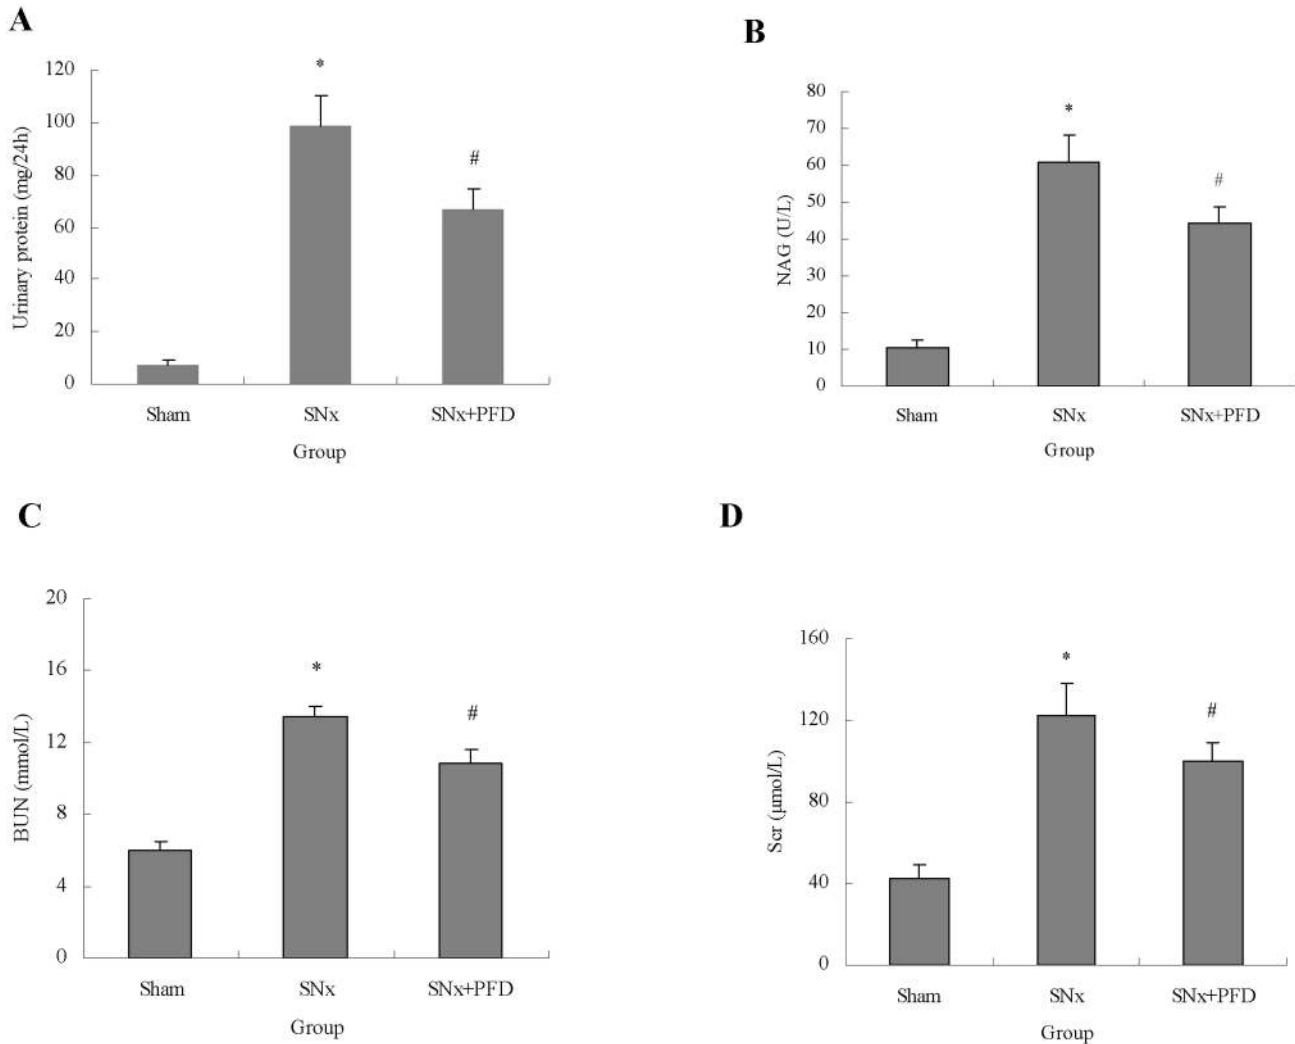 A
Urinary protein (mg/24h)
120
100
80
60
40
20
0
*
#
Sham SNx SNx+PFD
Group
B
NAG (U/L)
80
70
60
50
40
30
20
10
0
*
#
Sham SNx SNx+PFD
Group
C
BUN (mmol/L)
20
16
12
8
4
0
*
#
Sham SNx SNx+PFD
Group
D
Scr (μmol/L)
160
120
80
40
0
*
#
Sham SNx SNx+PFD
Group